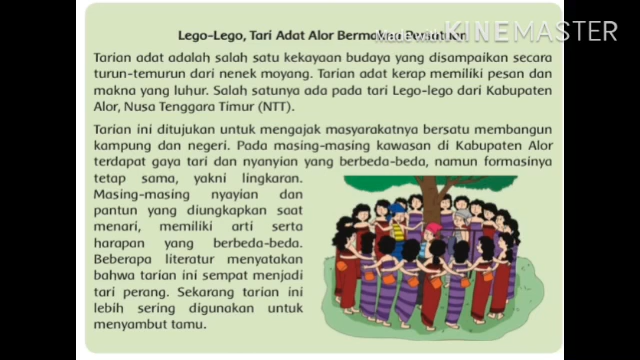 Lego-Lego, Tari Adat Alor Bermakna Persatuan
KINEMASTER
Tarian adat adalah salah satu kekayaan budaya yang disampaikan secara
turun-temurun dari nenek moyang. Tarian adat kerap memiliki pesan dan
makna yang luhur. Salah satunya ada pada tari Lego-lego dari Kabupaten
Alor, Nusa Tenggara Timur (NTT).
Tarian ini ditujukan untuk mengajak masyarakatnya bersatu membangun
kampung dan negeri. Pada masing-masing kawasan di Kabupaten Alor
terdapat gaya tari dan nyanyian yang berbeda-beda, namun formasinya
tetap sama, yakni lingkaran.
Masing-masing nyayian dan
pantun yang diungkapkan saat
menari, memiliki arti serta
harapan yang berbeda-beda.
Beberapa literatur menyatakan
bahwa tarian ini sempat menjadi
tari perang. Sekarang tarian ini
lebih sering digunakan untuk
menyambut tamu.